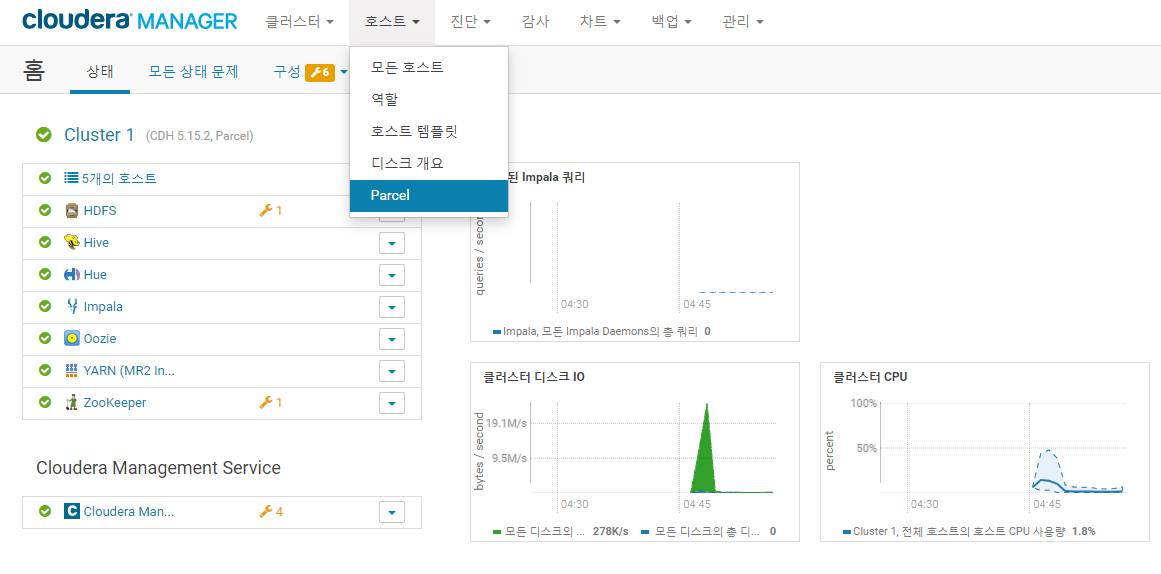 cloudera MANAGER 클러스터 호스트 진단 감사 차트 백업 관리
홈 상태 모든 상태 문제 구성 6
모든 호스트
역할
호스트 템플릿
디스크 개요
Parcel
Cluster 1 (CDH 5.15.2, Parcel)
5개의 호스트
HDFS 1
Hive
Hue
Impala
Oozie
YARN (MR2 In...
ZooKeeper 1
Cloudera Management Service
Cloudera Man... 4
된 Impala 쿼리
queries / secon
04:30 04:45
Impala, 모든 Impala Daemons의 총 쿼리 0
클러스터 디스크 IO
bytes / second
19.1M/s
9.5M/s
04:30 04:45
모든 디스크의 ... 278K/s 모든 디스크의 총 디... 0
클러스터 CPU
percent
100%
50%
04:30 04:45
Cluster 1, 전체 호스트의 호스트 CPU 사용량 1.8%